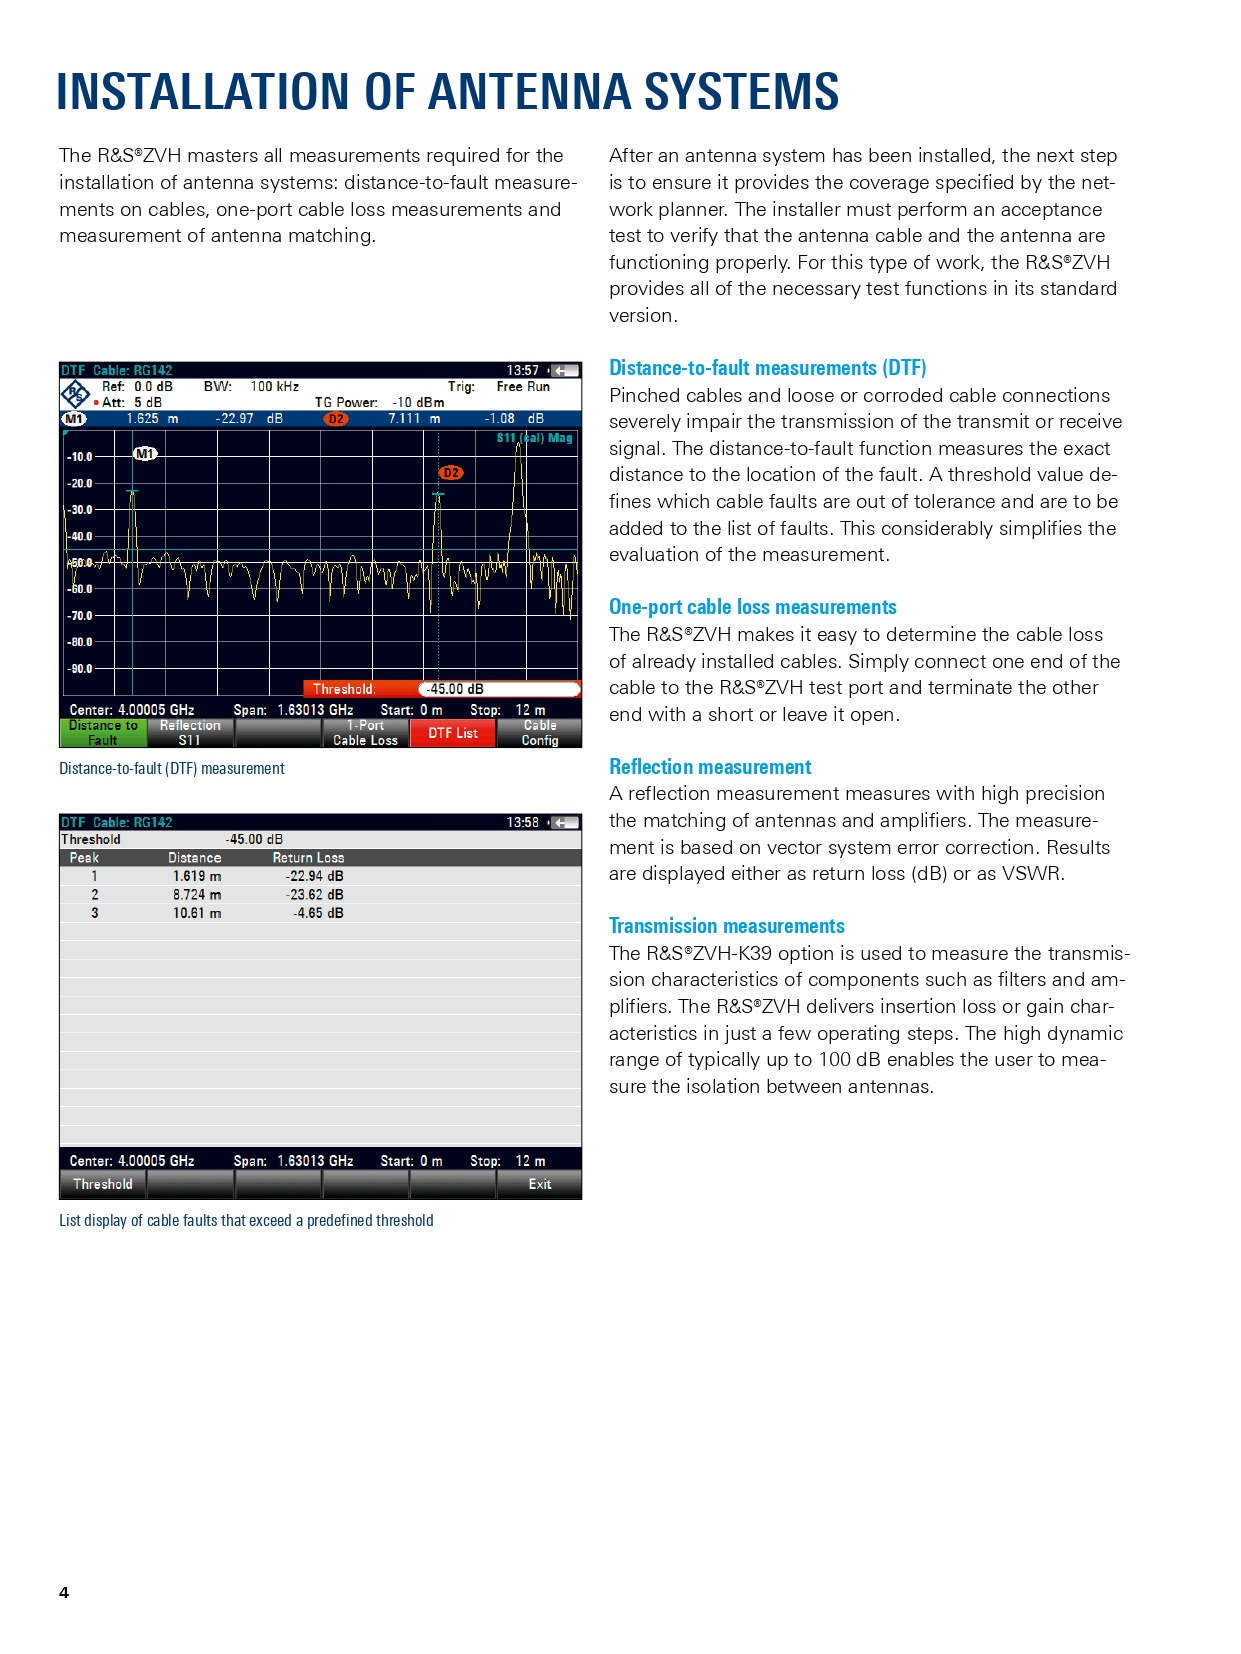 INSTALLATION OF ANTENNA SYSTEMS
The R&S®ZVH masters all measurements required for the
installation of antenna systems: distance-to-fault measure-
ments on cables, one-port cable loss measurements and
measurement of antenna matching.
DTF Cable: RG142 13:57
Ref: 0.0 dB BW: 100 kHz Trig: Free Run
Att: 5 dB TG Power: -10 dBm
M1 1.625 m -22.97 dB D2 7.111 m -1.08 dB
S11 (cal) Mag
M1
-10.0
D2
-20.0
-30.0
-40.0
-50.0
-60.0
-70.0
-80.0
-90.0
Threshold: -45.00 dB
Center: 4.00005 GHz Span: 1.63013 GHz Start: 0 m Stop: 12 m
Distance to Fault
Reflection S11
1-Port Cable Loss
DTF List
Cable Config
Distance-to-fault (DTF) measurement
DTF Cable: RG142 13:58
Threshold -45.00 dB
Peak Distance Return Loss
1 1.619 m -22.94 dB
2 8.724 m -23.62 dB
3 10.61 m -4.65 dB
Center: 4.00005 GHz Span: 1.63013 GHz Start: 0 m Stop: 12 m
Threshold Exit
List display of cable faults that exceed a predefined threshold
After an antenna system has been installed, the next step
is to ensure it provides the coverage specified by the net-
work planner. The installer must perform an acceptance
test to verify that the antenna cable and the antenna are
functioning properly. For this type of work, the R&S®ZVH
provides all of the necessary test functions in its standard
version.
Distance-to-fault measurements (DTF)
Pinched cables and loose or corroded cable connections
severely impair the transmission of the transmit or receive
signal. The distance-to-fault function measures the exact
distance to the location of the fault. A threshold value de-
fines which cable faults are out of tolerance and are to be
added to the list of faults. This considerably simplifies the
evaluation of the measurement.
One-port cable loss measurements
The R&S®ZVH makes it easy to determine the cable loss
of already installed cables. Simply connect one end of the
cable to the R&S®ZVH test port and terminate the other
end with a short or leave it open.
Reflection measurement
A reflection measurement measures with high precision
the matching of antennas and amplifiers. The measure-
ment is based on vector system error correction. Results
are displayed either as return loss (dB) or as VSWR.
Transmission measurements
The R&S®ZVH-K39 option is used to measure the transmis-
sion characteristics of components such as filters and am-
plifiers. The R&S®ZVH delivers insertion loss or gain char-
acteristics in just a few operating steps. The high dynamic
range of typically up to 100 dB enables the user to mea-
sure the isolation between antennas.
4